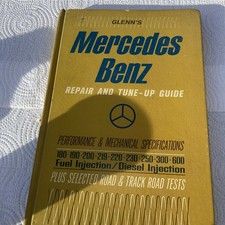 GLENN'S
Mercedes
Benz
REPAIR AND TUNE-UP GUIDE
PERFORMANCE & MECHANICAL SPECIFICATIONS
180-190-200-219-220-230-250-300-600
Fuel Injection/Diesel Injection
PLUS SELECTED ROAD & TRACK ROAD TESTS